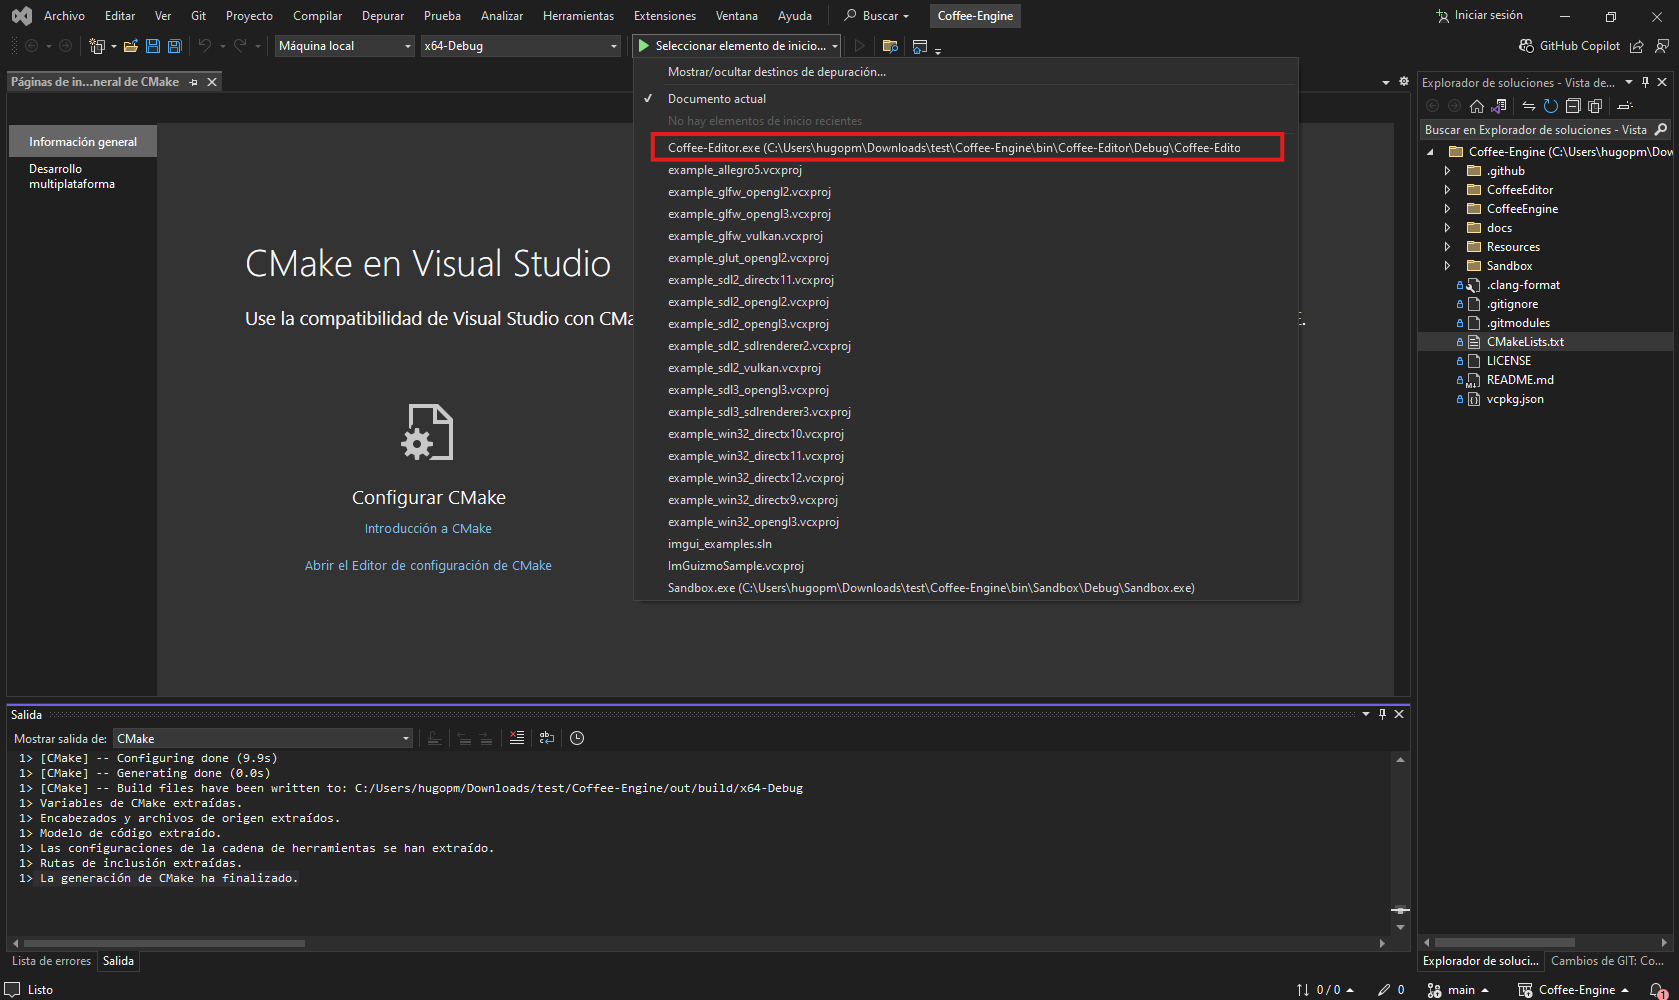 Archivo Editar Ver Git Proyecto Compilar Depurar Prueba Analizar Herramientas Extensiones Ventana Ayuda Buscar Coffee-Engine Iniciar sesión
Máquina local x64-Debug Seleccionar elemento de inicio... GitHub Copilot
Mostrar/ocultar destinos de depuración...
Documento actual
No hay elementos de inicio recientes
Coffee-Editor.exe (C:\Users\hugopm\Downloads\test\Coffee-Engine\bin\Coffee-Editor\Debug\Coffee-Edito
example_allegro5.vcxproj
example_glfw_opengl2.vcxproj
example_glfw_opengl3.vcxproj
example_glfw_vulkan.vcxproj
example_glut_opengl2.vcxproj
example_sdl2_directx11.vcxproj
example_sdl2_opengl2.vcxproj
example_sdl2_opengl3.vcxproj
example_sdl2_sdlrenderer2.vcxproj
example_sdl2_vulkan.vcxproj
example_sdl3_opengl3.vcxproj
example_sdl3_sdlrenderer3.vcxproj
example_win32_directx10.vcxproj
example_win32_directx11.vcxproj
example_win32_directx12.vcxproj
example_win32_directx9.vcxproj
example_win32_opengl3.vcxproj
imgui_examples.sln
ImGuizmoSample.vcxproj
Sandbox.exe (C:\Users\hugopm\Downloads\test\Coffee-Engine\bin\Sandbox\Debug\Sandbox.exe)
Páginas de in...neral de CMake
Información general
Desarrollo
multiplataforma
CMake en Visual Studio
Use la compatibilidad de Visual Studio con CMa
E.
Configurar CMake
Introducción a CMake
Abrir el Editor de configuración de CMake
Explorador de soluciones - Vista de...
Buscar en Explorador de soluciones - Vista
Coffee-Engine (C:\Users\hugopm\Dow
.github
CoffeeEditor
CoffeeEngine
docs
Resources
Sandbox
.clang-format
.gitignore
.gitmodules
CMakeLists.txt
LICENSE
README.md
vcpkg.json
Salida
Mostrar salida de: CMake
1> [CMake] -- Configuring done (9.9s)
1> [CMake] -- Generating done (0.0s)
1> [CMake] -- Build files have been written to: C:/Users/hugopm/Downloads/test/Coffee-Engine/out/build/x64-Debug
1> Variables de CMake extraídas.
1> Encabezados y archivos de origen extraídos.
1> Modelo de código extraído.
1> Las configuraciones de la cadena de herramientas se han extraído.
1> Rutas de inclusión extraídas.
1> La generación de CMake ha finalizado.
Lista de errores Salida
Explorador de soluci... Cambios de GIT: Co...
Listo 0 / 0 0 main Coffee-Engine 1